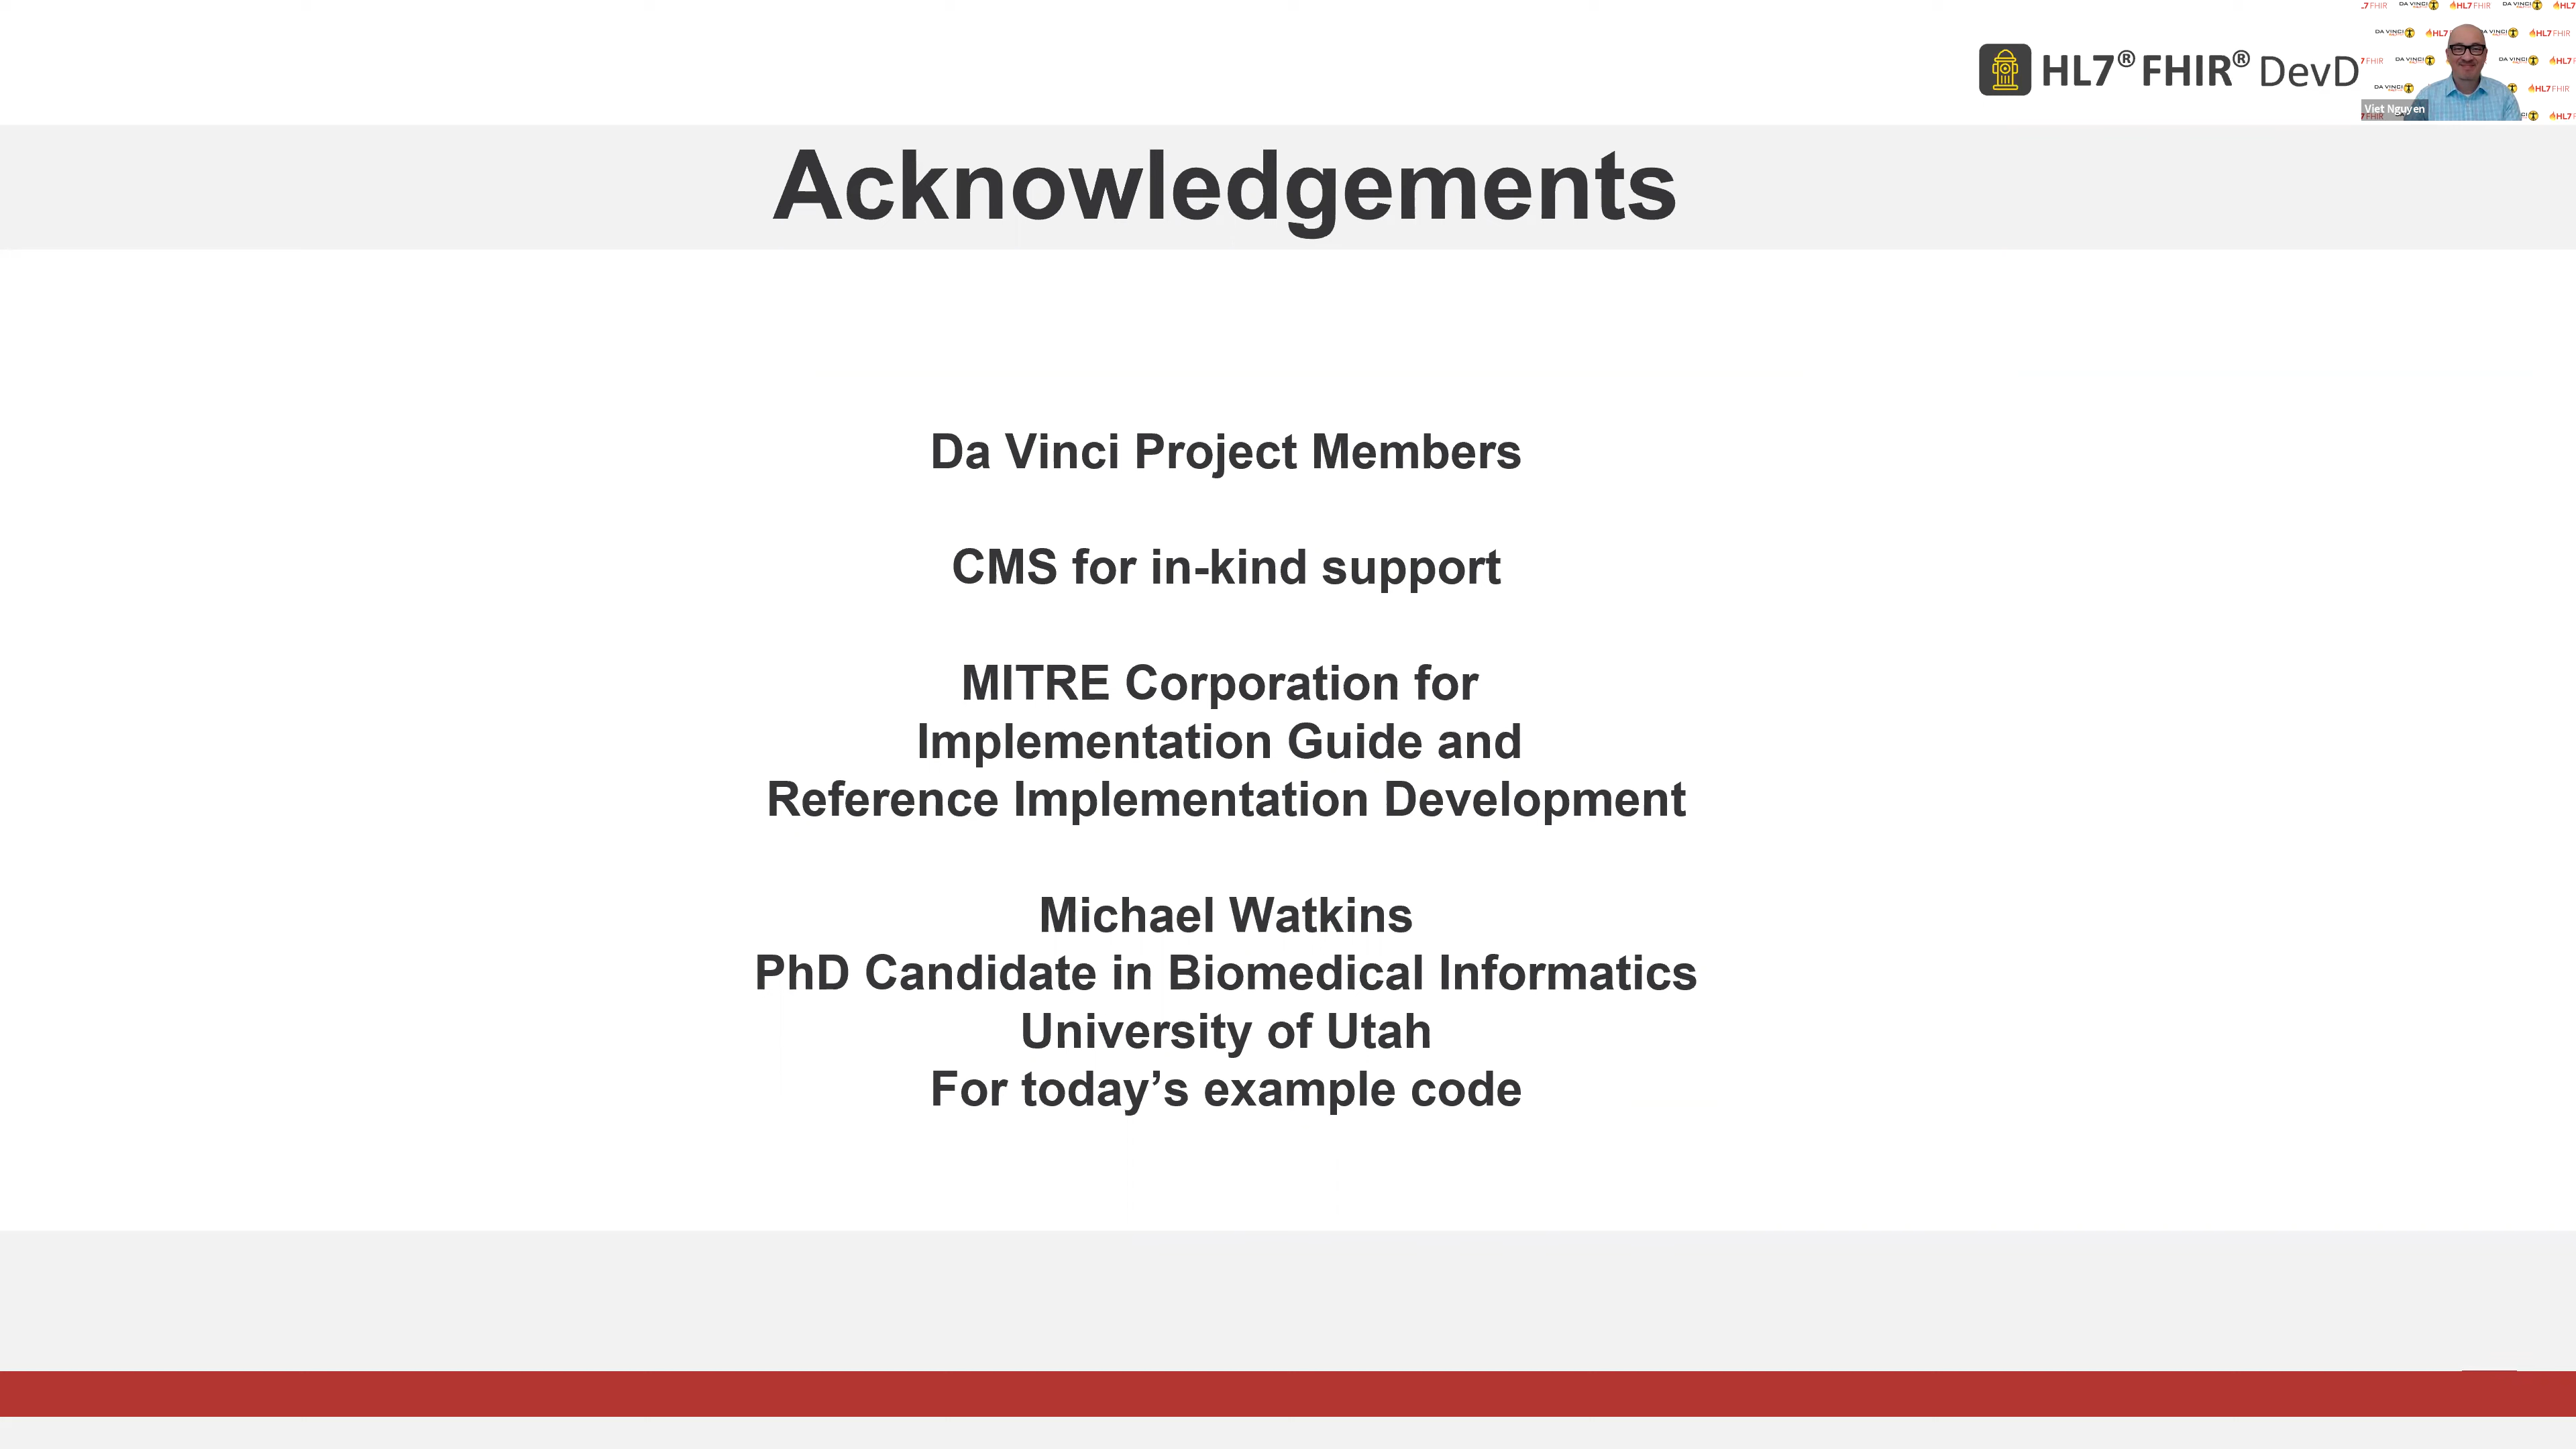 HL7® FHIR® DevD
Viet Nguyen
Acknowledgements
Da Vinci Project Members
CMS for in-kind support
MITRE Corporation for
Implementation Guide and
Reference Implementation Development
Michael Watkins
PhD Candidate in Biomedical Informatics
University of Utah
For today’s example code